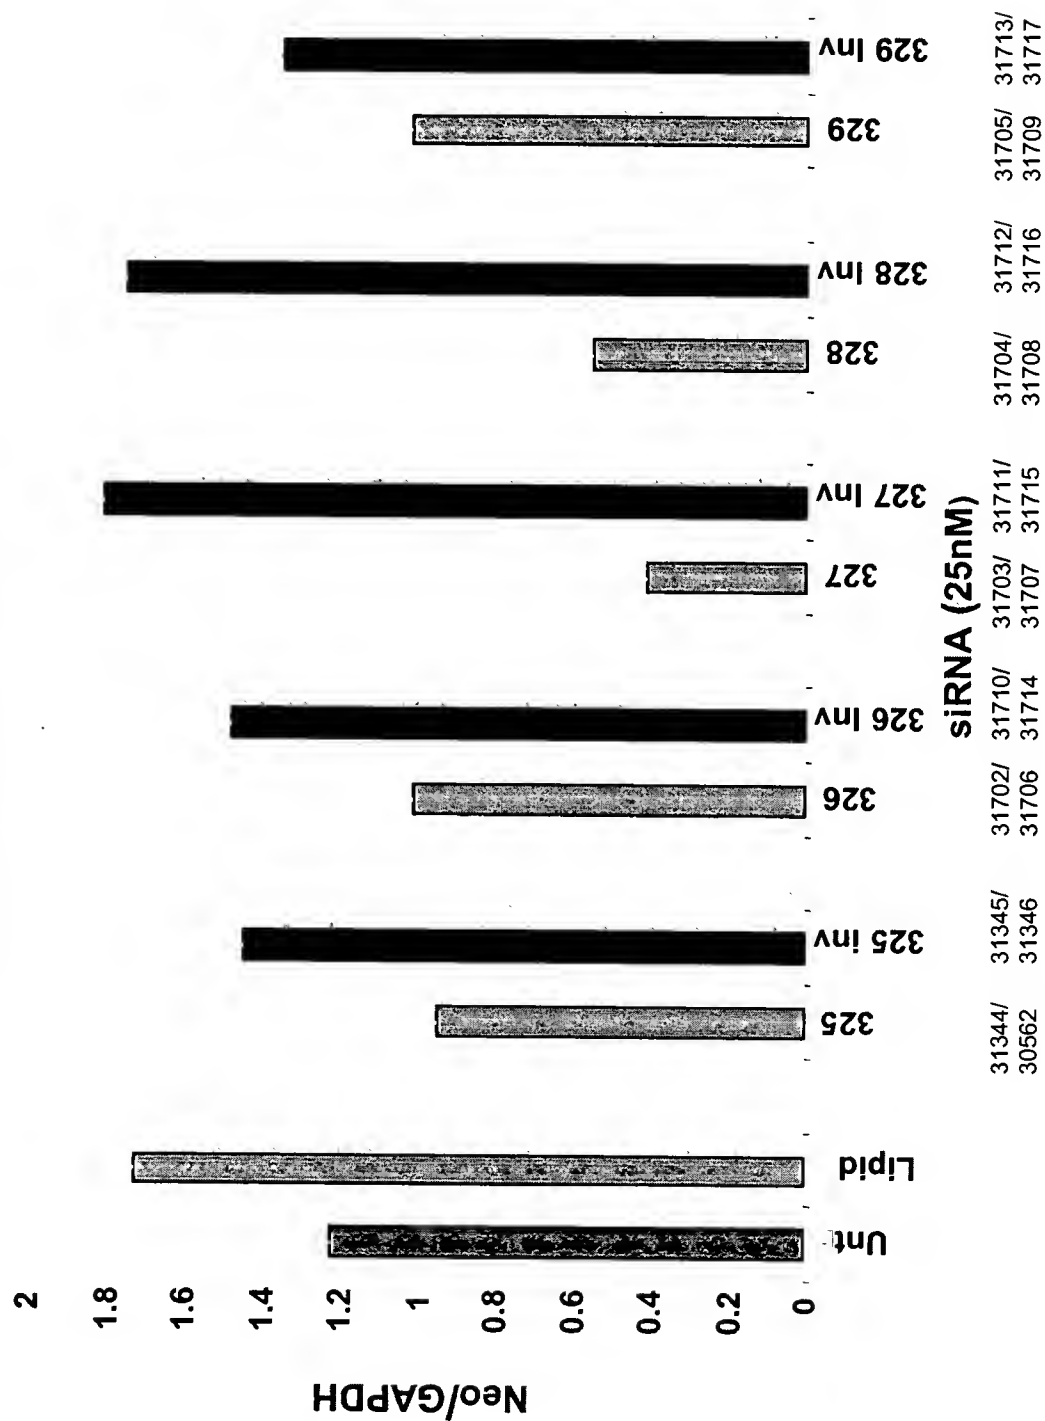 Neo/GAPDH
2
1.8
1.6
1.4
1.2
1
0.8
0.6
0.4
0.2
0
Unt
Lipid
325
325 inv
326
326 Inv
327
327 Inv
328
328 Inv
329
329 Inv
siRNA (25nM)
31344/ 31345/ 31702/ 31710/ 31703/ 31711/ 31704/ 31712/ 31705/ 31713/
30562 31346 31706 31714 31707 31715 31708 31716 31709 31717